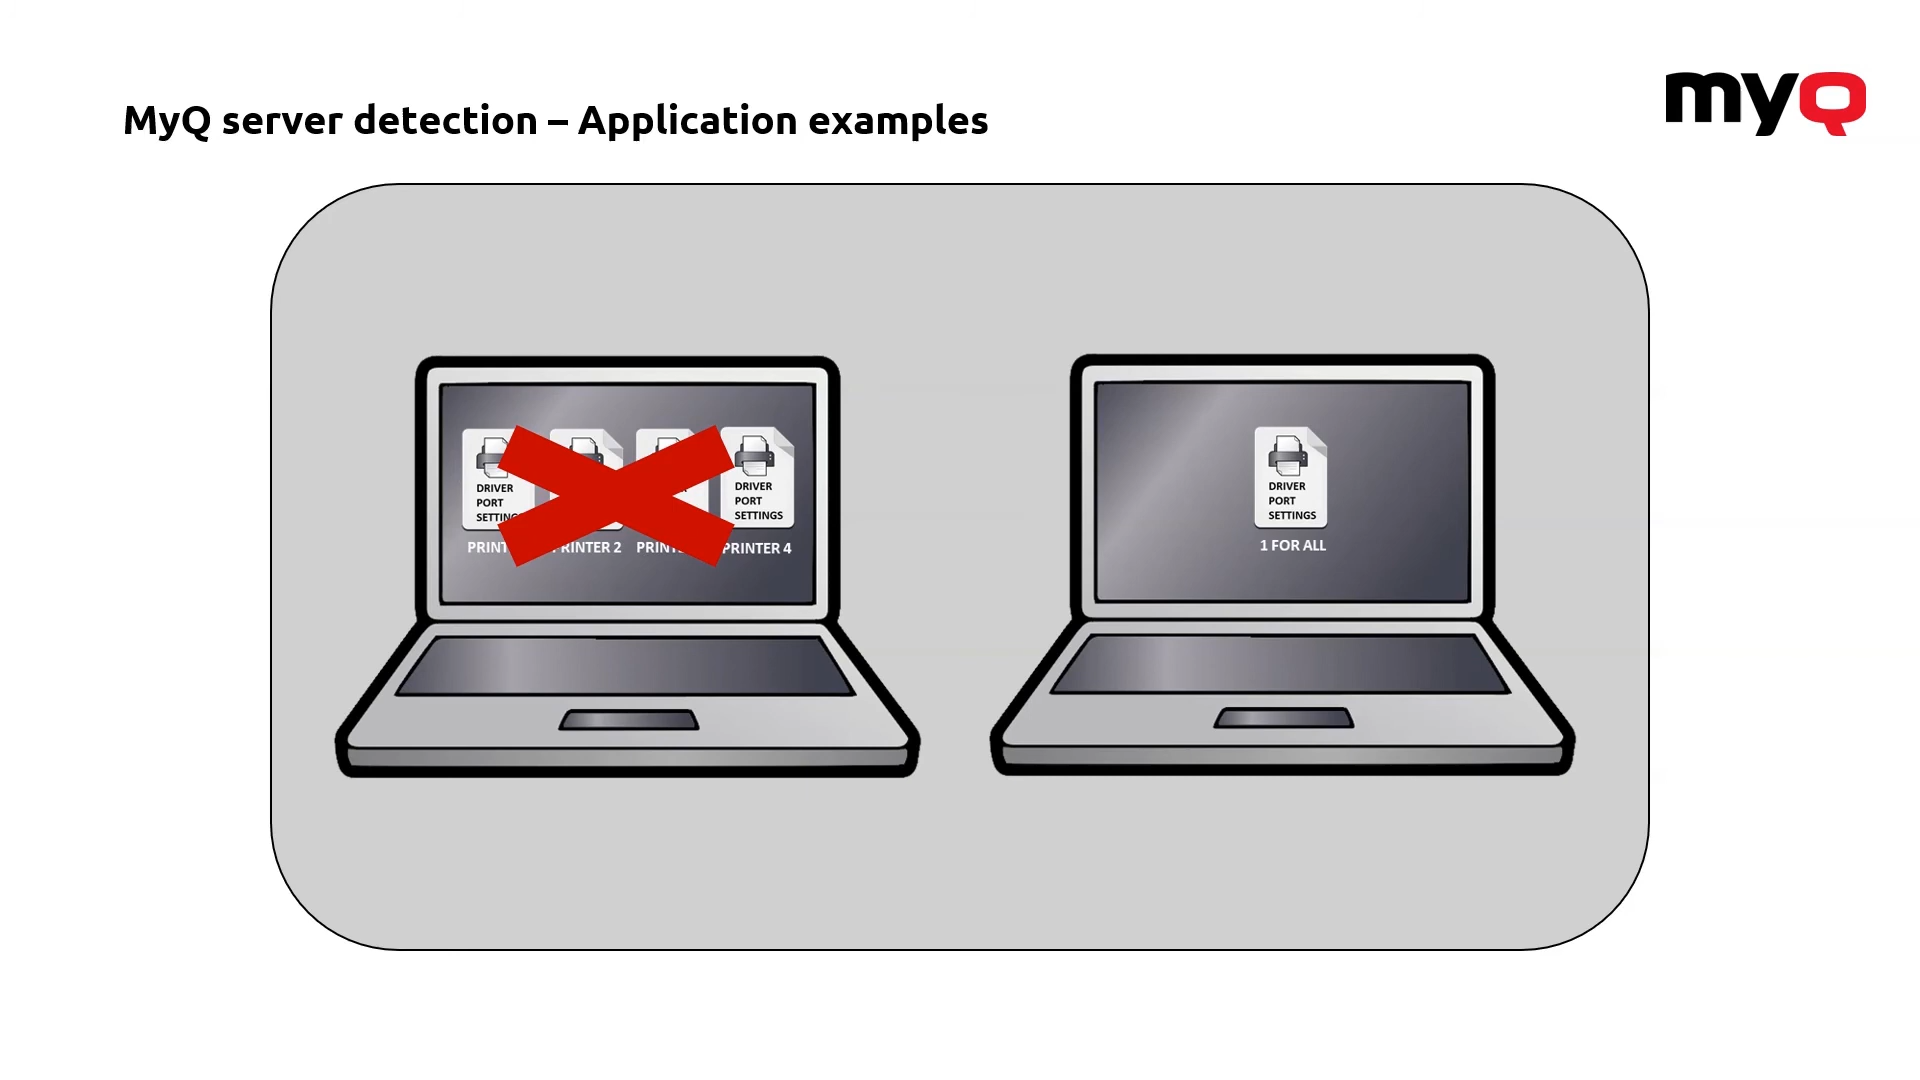 MyQ server detection – Application examples
myQ
DRIVER
PORT
DRIVER
PORT
SETTINGS
PRINTER 2
PRINTER 4
DRIVER
PORT
SETTINGS
1 FOR ALL